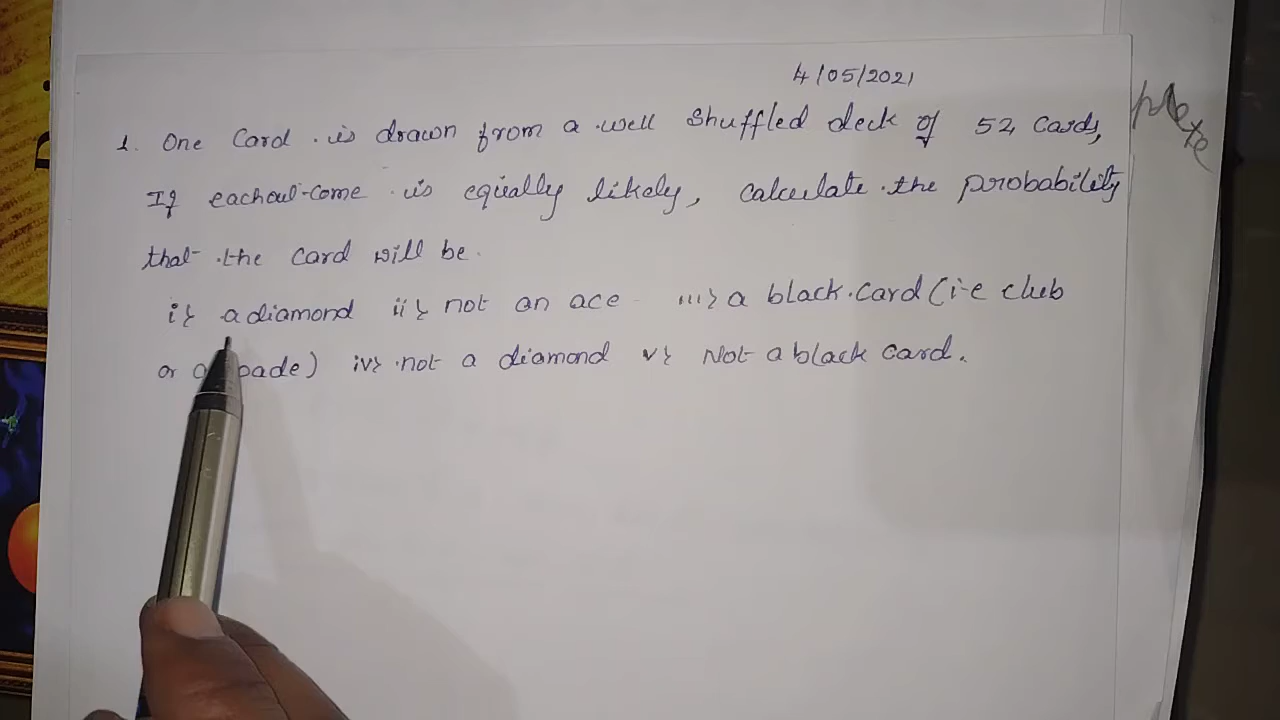 4/05/2021
1. One Card is drawn from a well Shuffled deck of 52 Cards,
If eachout-come is equally likely, calculate the probability
that the card will be.
i} a diamond ii} not an ace iii} a black card (i-e club
or a pade) iv} not a diamond v} Not a black card.